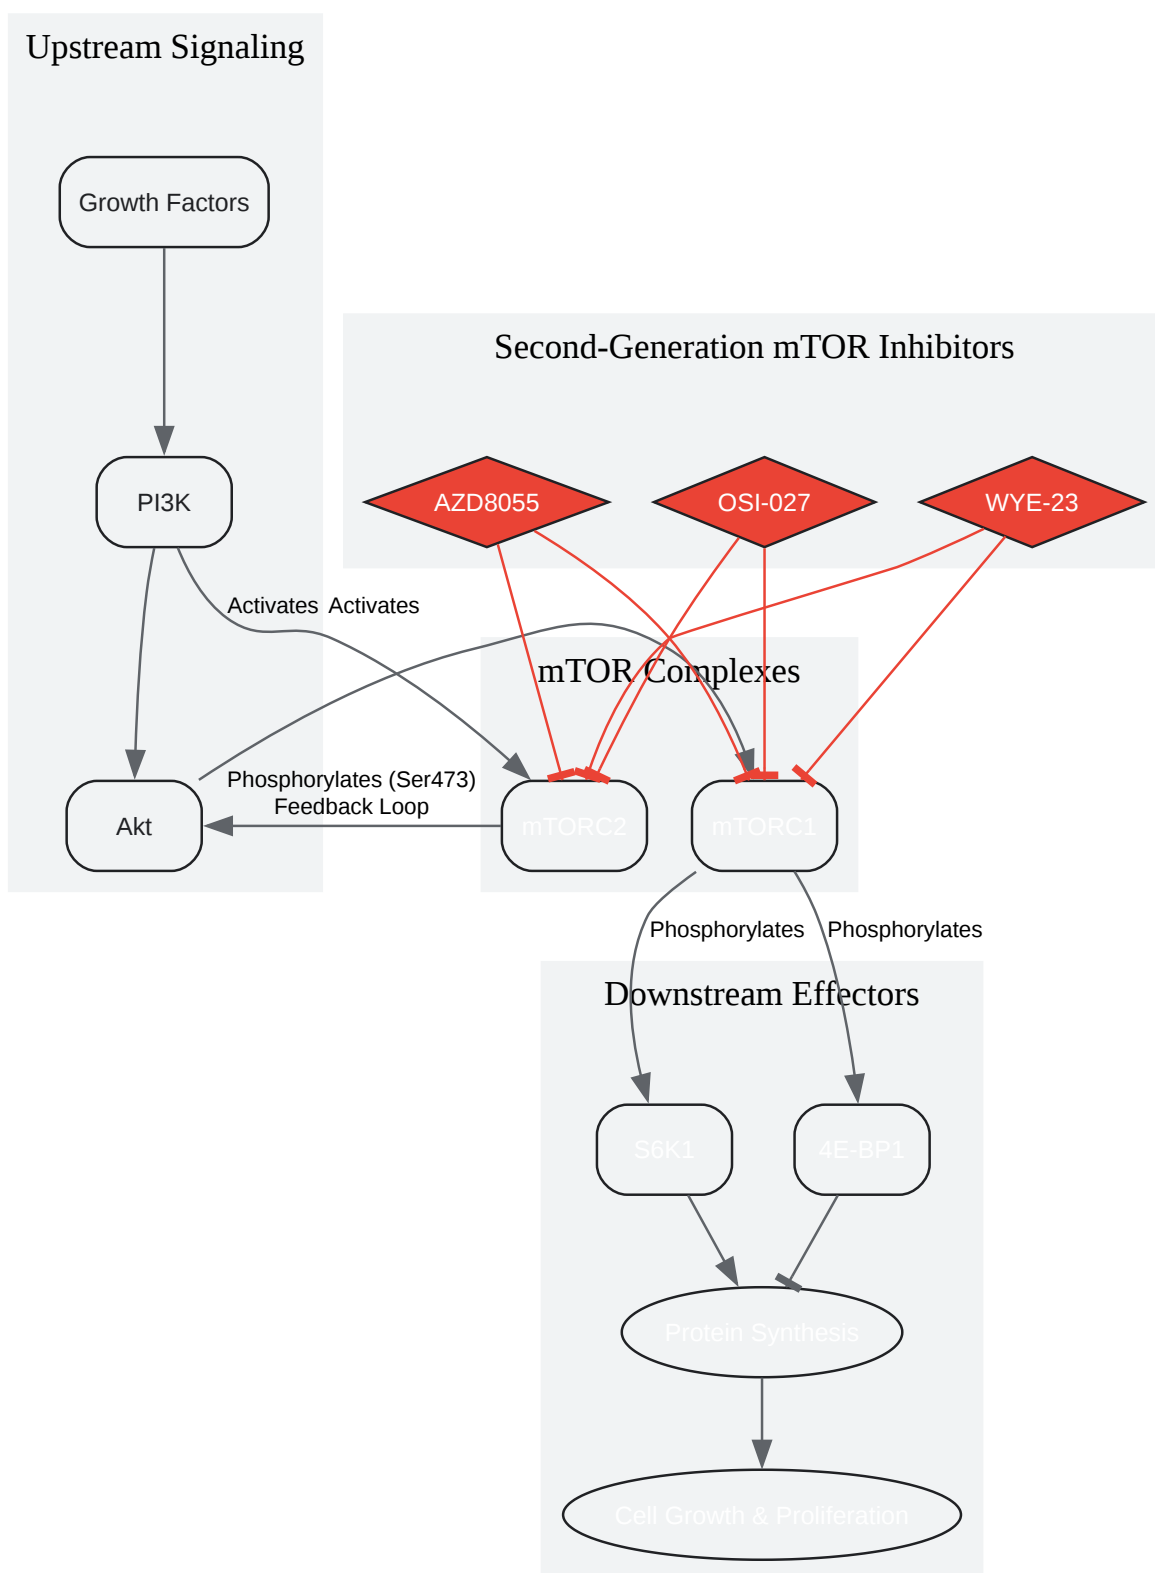 Upstream Signaling
Growth Factors
Second-Generation mTOR Inhibitors
PI3K
AZD8055
OSI-027
WYE-23
Activates
Activates
mTOR Complexes
Phosphorylates (Ser473)
Feedback Loop
Akt
mTORC2
mTORC1
Phosphorylates
Phosphorylates
Downstream Effectors
S6K1
4E-BP1
Protein Synthesis
Cell Growth & Proliferation